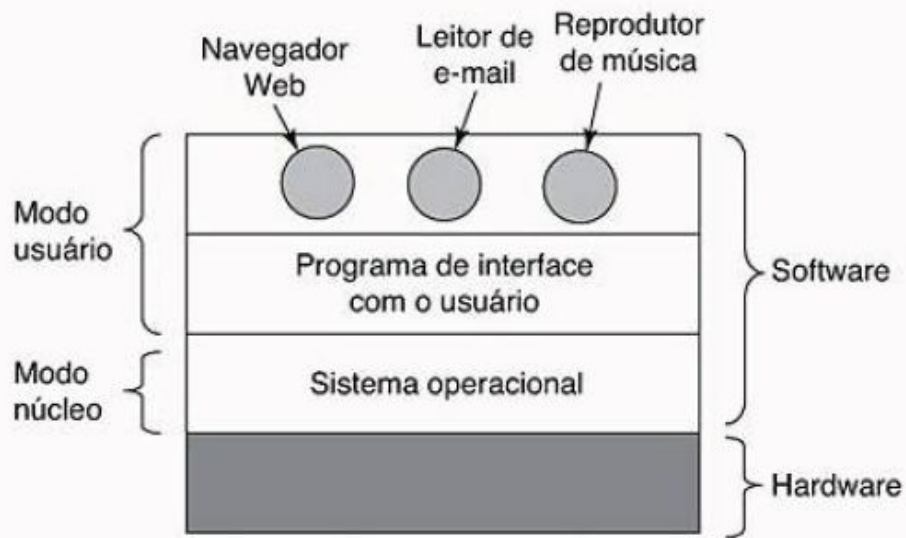 Navegador
Web
Leitor de
e-mail
Reprodutor
de música
Modo
usuário
Programa de interface
com o usuário
Software
Modo
núcleo
Sistema operacional
Hardware